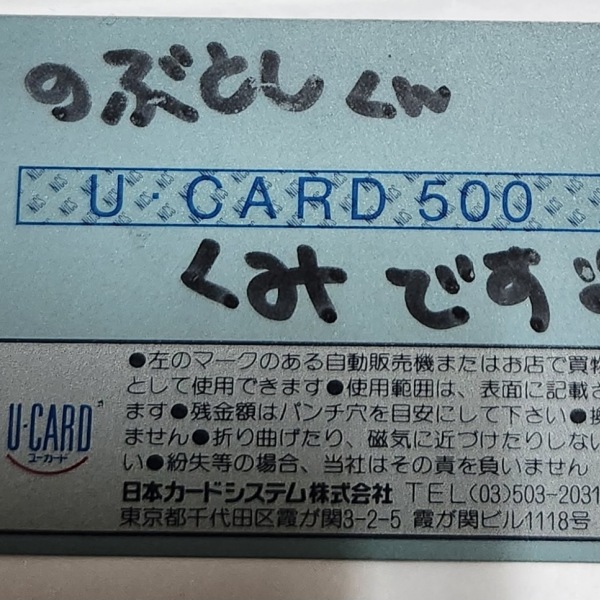 のぶとしくん
U・CARD 500
くみです
●左のマークのある自動販売機またはお店で買物
として使用できます●使用範囲は、表面に記載さ
ます●残金額はパンチ穴を目安にして下さい●換
ません●折り曲げたり、磁気に近づけたりしない
い●紛失等の場合、当社はその責を負いません
U·CARD
ユーカード
日本カードシステム株式会社 TEL(03)503-2031
東京都千代田区霞が関3-2-5 霞が関ビル1118号